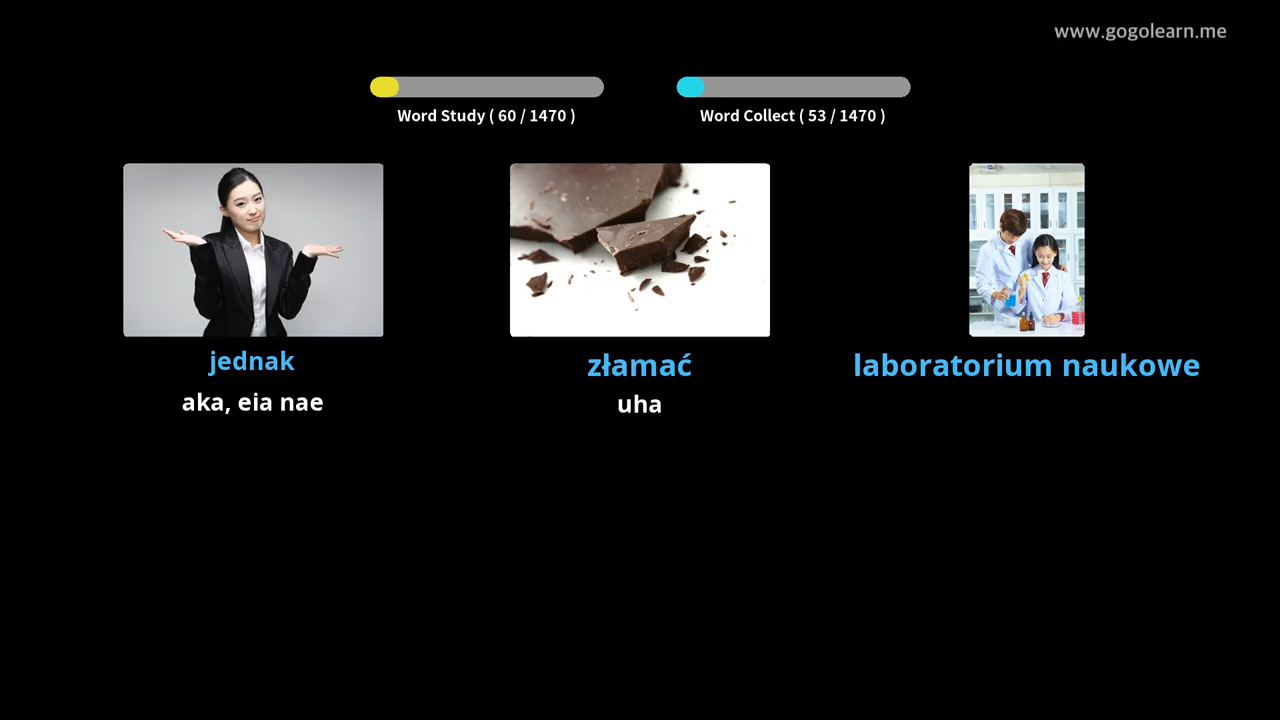 www.gogolearn.me
Word Study ( 60 / 1470 )
Word Collect ( 53 / 1470 )
jednak
aka, eia nae
złamać
uha
laboratorium naukowe